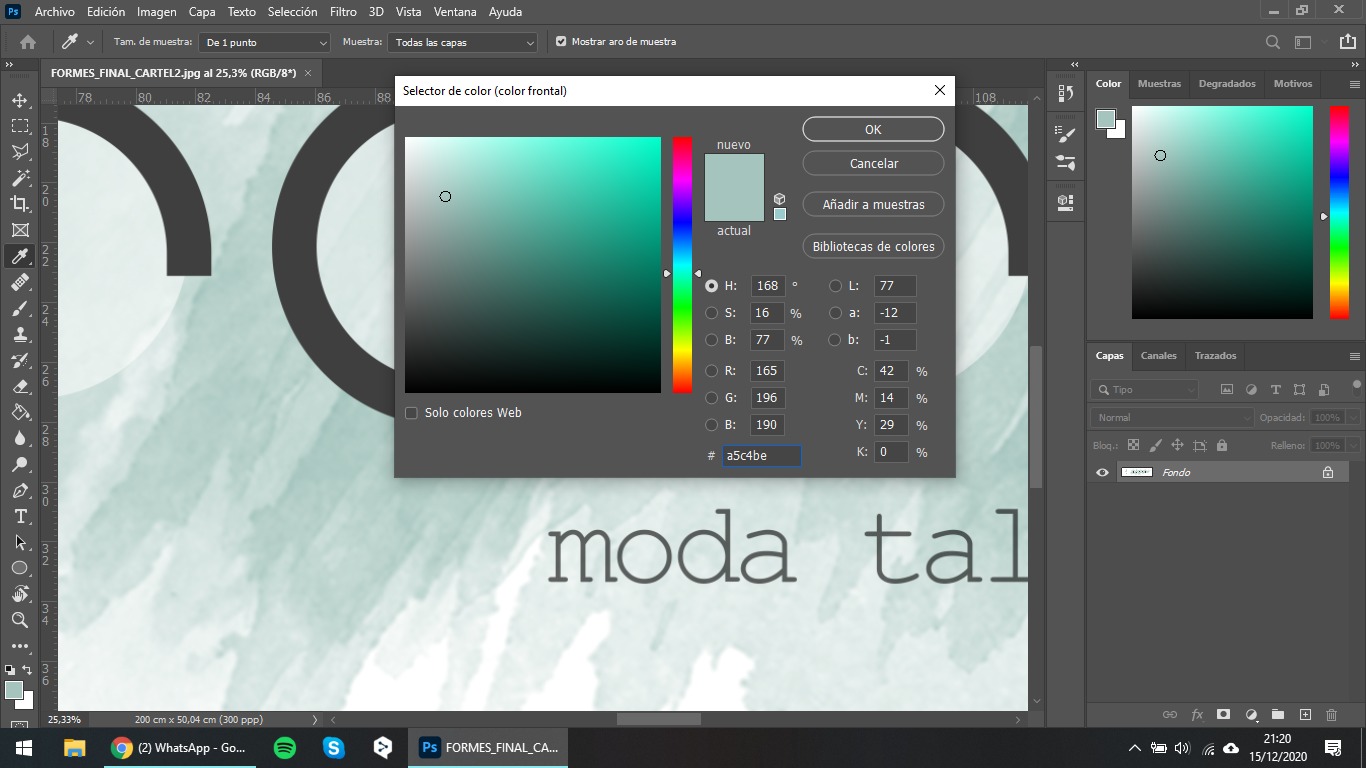 Ps Archivo Edición Imagen Capa Texto Selección Filtro 3D Vista Ventana Ayuda
Tam. de muestra: De 1 punto Muestra: Todas las capas Mostrar aro de muestra
FORMES_FINAL_CARTEL2.jpg al 25,3% (RGB/8*) ×
78 80 82 84 86 88 108
18
20
22
24
26
28
30
32
34
36
Selector de color (color frontal)
nuevo
actual
OK
Cancelar
Añadir a muestras
Bibliotecas de colores
H: 168 °
S: 16 %
B: 77 %
R: 165
G: 196
B: 190
# a5c4be
L: 77
a: -12
b: -1
C: 42 %
M: 14 %
Y: 29 %
K: 0 %
Solo colores Web
moda tal
Color Muestras Degradados Motivos
Capas Canales Trazados
Tipo
Normal Opacidad: 100%
Bloq.: Relleno: 100%
Fondo
fx
25,33% 200 cm x 50,04 cm (300 ppp)
(2) WhatsApp - Go...
Ps FORMES_FINAL_CA...
21:20
15/12/2020